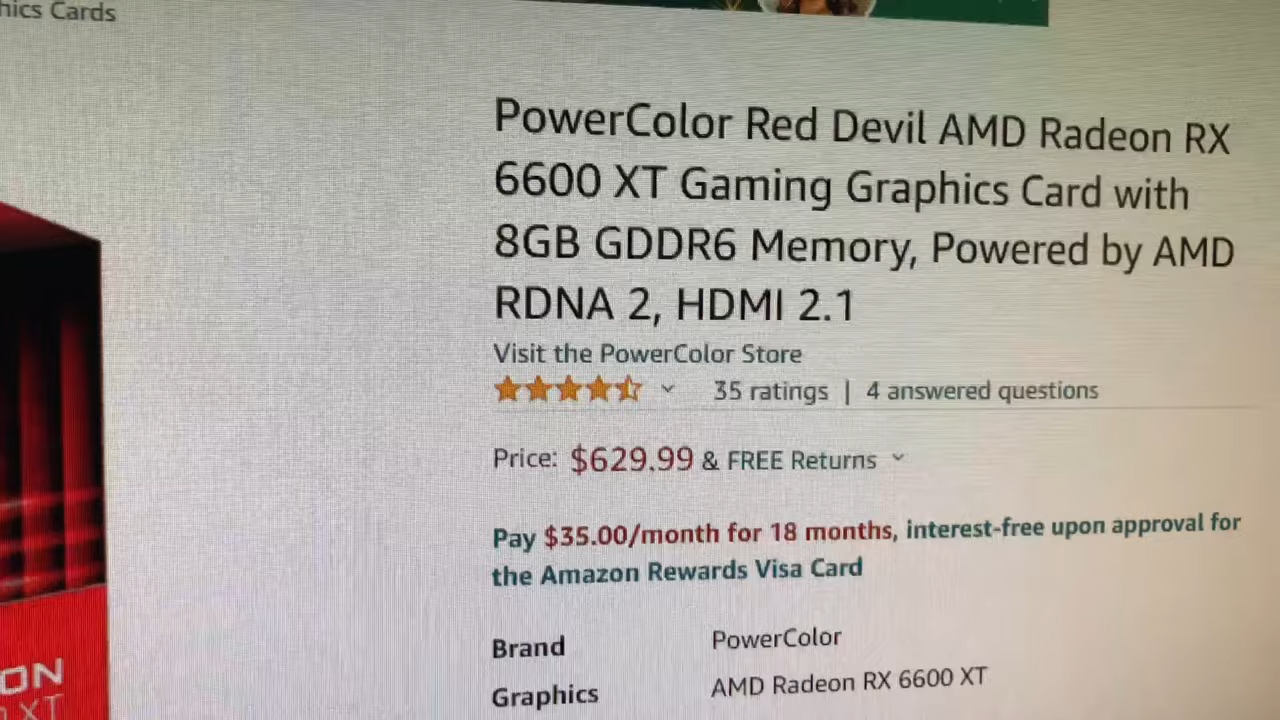 hics Cards
PowerColor Red Devil AMD Radeon RX
6600 XT Gaming Graphics Card with
8GB GDDR6 Memory, Powered by AMD
RDNA 2, HDMI 2.1
Visit the PowerColor Store
35 ratings | 4 answered questions
Price: $629.99 & FREE Returns
Pay $35.00/month for 18 months, interest-free upon approval for
the Amazon Rewards Visa Card
Brand PowerColor
Graphics AMD Radeon RX 6600 XT
ON
XT